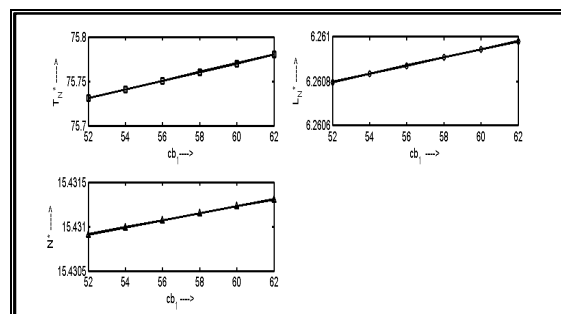 75.8
75.75
75.7
T_N* ---->
52 54 56 58 60 62
cb_l ---->
6.261
6.2608
6.2606
L_N* ---->
52 54 56 58 60 62
cb_l ---->
15.4315
15.431
15.4305
N* ---->
52 54 56 58 60 62
cb_l ---->